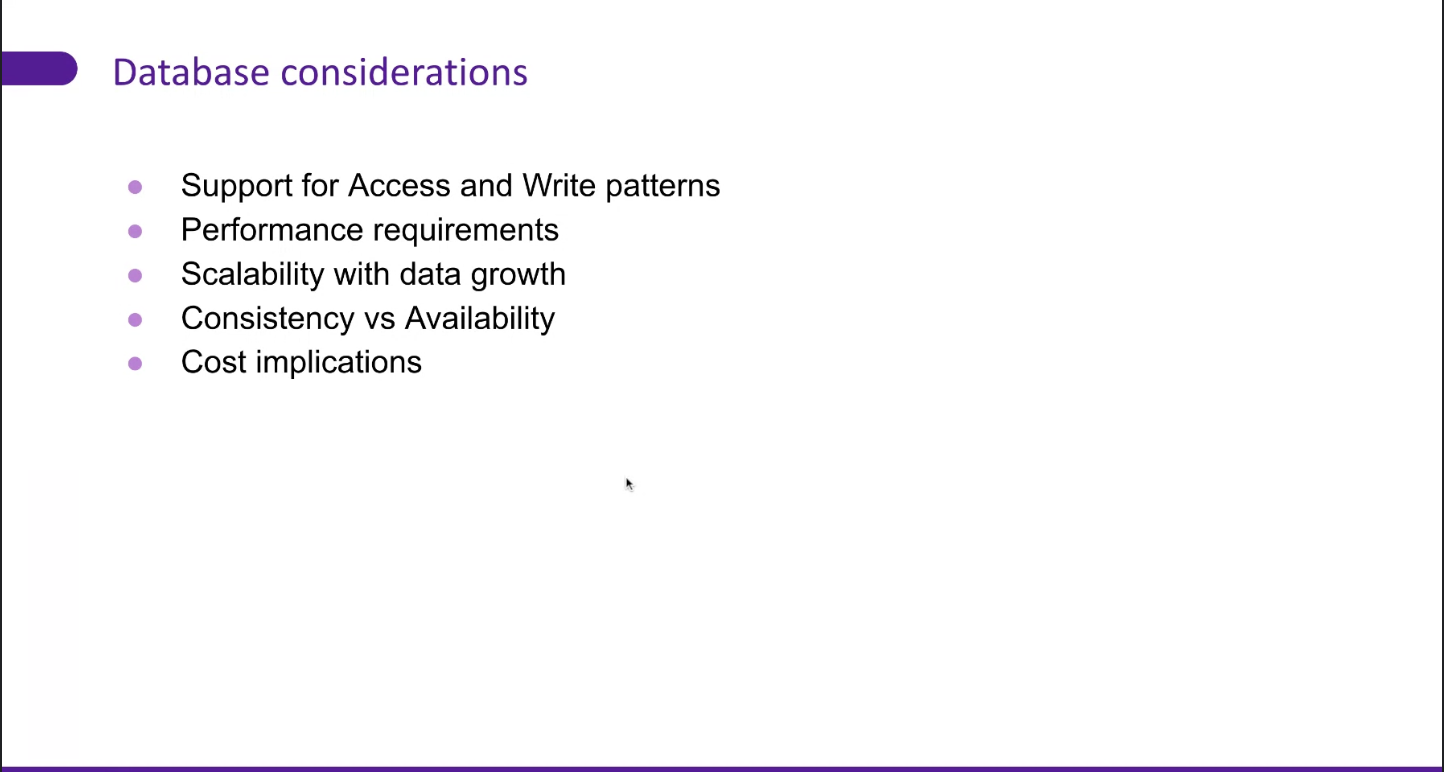 Database considerations
Support for Access and Write patterns
Performance requirements
Scalability with data growth
Consistency vs Availability
Cost implications